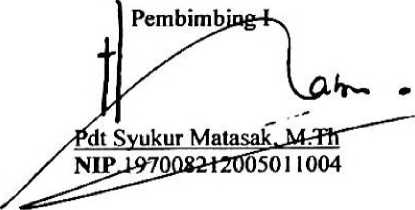 Pembimbing I
Pdt Syukur Matasak, M.Th
NIP 197008212005011004